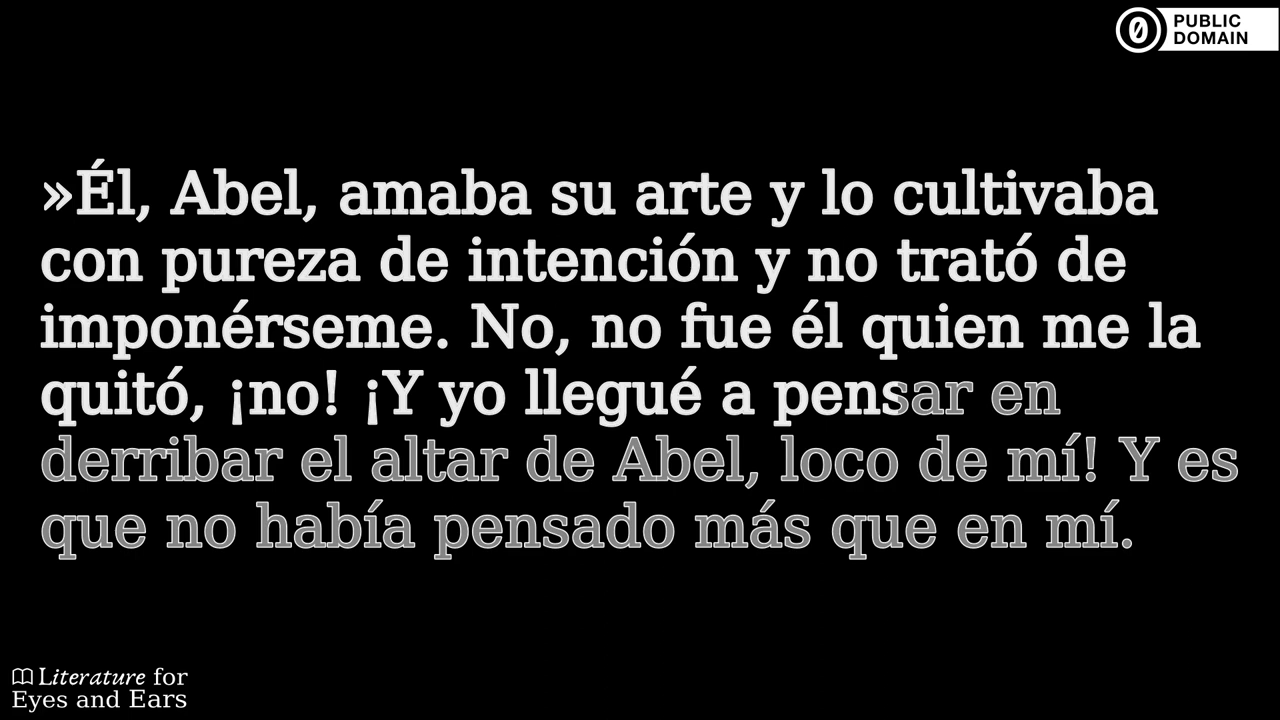 PUBLIC
DOMAIN
»Él, Abel, amaba su arte y lo cultivaba
con pureza de intención y no trató de
imponérseme. No, no fue él quien me la
quitó, ¡no! ¡Y yo llegué a pensar en
derribar el altar de Abel, loco de mí! Y es
que no había pensado más que en mí.
Literature for
Eyes and Ears